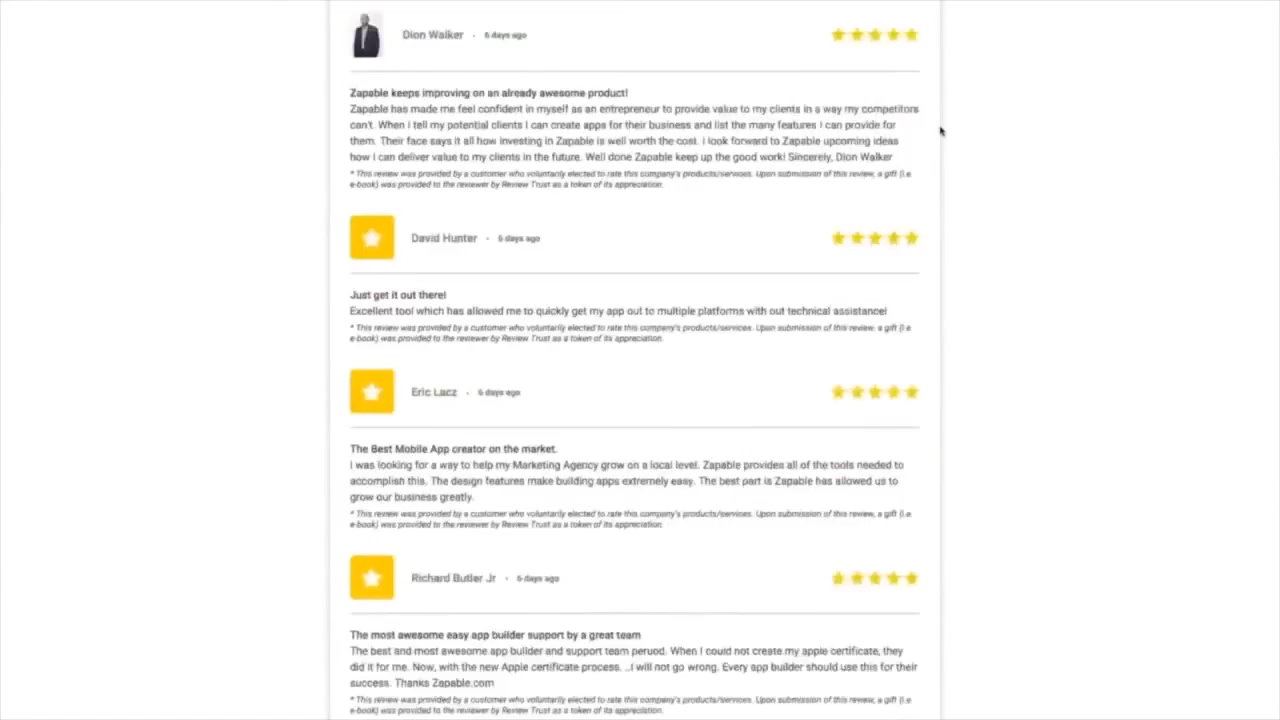 Dion Walker • 6 days ago
Zapable keeps improving on an already awesome product!
Zapable has made me feel confident in myself as an entrepreneur to provide value to my clients in a way my competitors
can't. When i tell my potential clients I can create apps for their business and list the many features I can provide for
them. Their face says it all how investing in Zapable is well worth the cost. I look forward to Zapable upcoming ideas
how I can deliver value to my clients in the future. Well done Zapable keep up the good work! Sincerely, Dion Walker
* This review was provided by a customer who voluntarily elected to rate this company's products/services. Upon submission of this review, a gift (i.e.
e-book) was provided to the reviewer by Review Trust as a token of its appreciation.
David Hunter • 6 days ago
Just get it out there!
Excellent tool which has allowed me to quickly get my app out to multiple platforms with out technical assistance!
* This review was provided by a customer who voluntarily elected to rate this company's products/services. Upon submission of this review, a gift (i.e.
e-book) was provided to the reviewer by Review Trust as a token of its appreciation.
Eric Lacz • 6 days ago
The Best Mobile App creator on the market.
I was looking for a way to help my Marketing Agency grow on a local level. Zapable provides all of the tools needed to
accomplish this. The design features make building apps extremely easy. The best part is Zapable has allowed us to
grow our business greatly.
* This review was provided by a customer who voluntarily elected to rate this company's products/services. Upon submission of this review, a gift (i.e.
e-book) was provided to the reviewer by Review Trust as a token of its appreciation.
Richard Butler Jr • 6 days ago
The most awesome easy app builder support by a great team
The best and most awesome app builder and support team peruod. When I could not create my apple certificate, they
did it for me. Now, with the new Apple certificate process. ...I will not go wrong. Every app builder should use this for their
success. Thanks Zapable.com
* This review was provided by a customer who voluntarily elected to rate this company's products/services. Upon submission of this review, a gift (i.e.
e-book) was provided to the reviewer by Review Trust as a token of its appreciation.